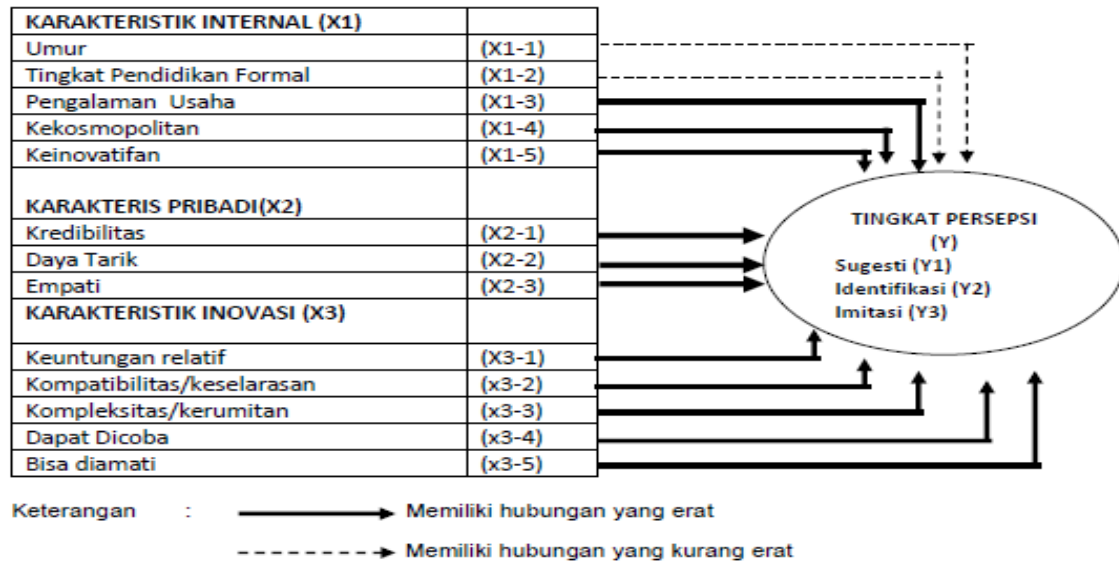 KARAKTERISTIK INTERNAL (X1)
Umur (X1-1)
Tingkat Pendidikan Formal (X1-2)
Pengalaman Usaha (X1-3)
Kekosmopolitan (X1-4)
Keinovatifan (X1-5)
KARAKTERIS PRIBADI(X2)
Kredibilitas (X2-1)
Daya Tarik (X2-2)
Empati (X2-3)
KARAKTERISTIK INOVASI (X3)
Keuntungan relatif (X3-1)
Kompatibilitas/keselarasan (x3-2)
Kompleksitas/kerumitan (x3-3)
Dapat Dicoba (x3-4)
Bisa diamati (x3-5)
TINGKAT PERSEPSI
(Y)
Sugesti (Y1)
Identifikasi (Y2)
Imitasi (Y3)
Keterangan : Memiliki hubungan yang erat
Memiliki hubungan yang kurang erat